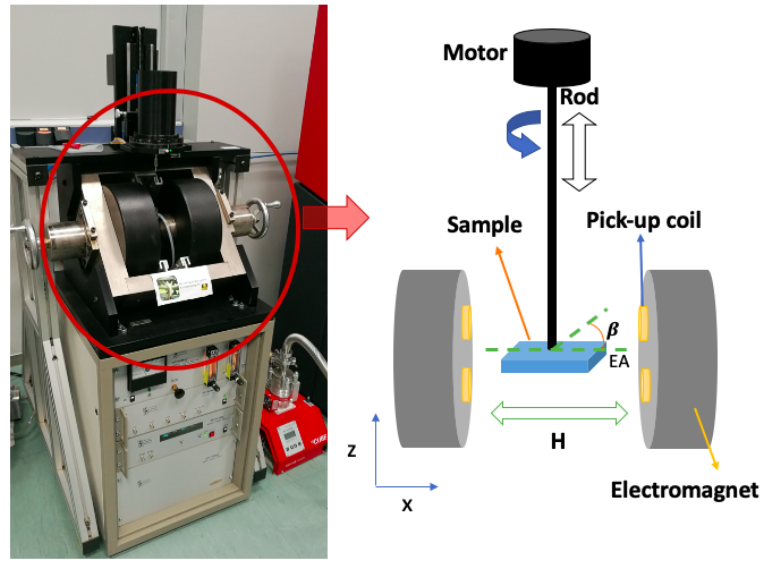 Motor
Rod
Sample
Pick-up coil
β
EA
H
Z
X
Electromagnet